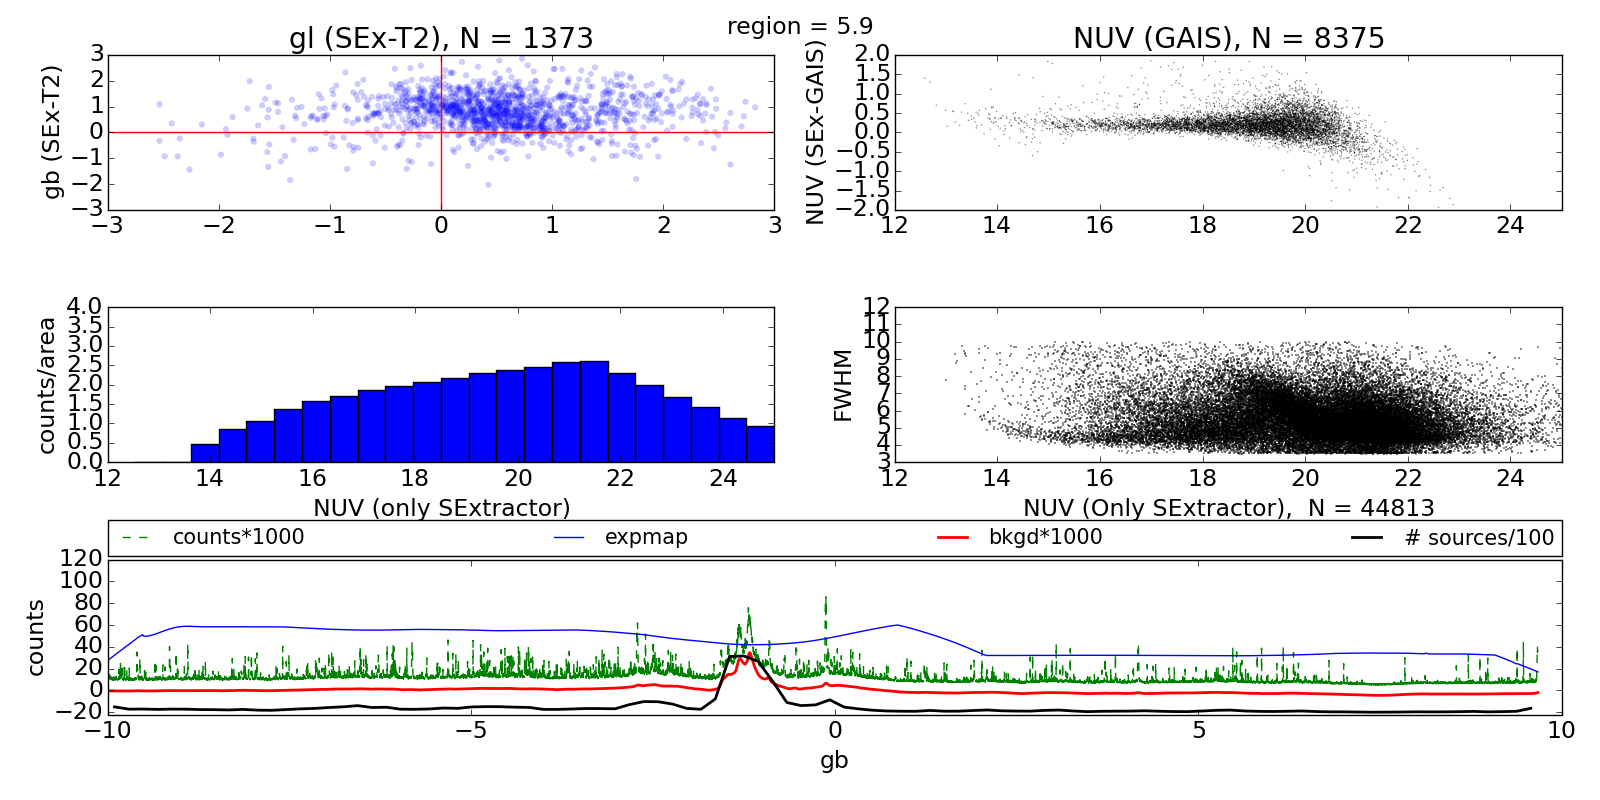 region = 5.9
gl (SEx-T2), N = 1373
NUV (GAIS), N = 8375
gb (SEx-T2)
3
2
1
0
−1
−2
−3
−3 −2 −1 0 1 2 3
NUV (SEx-GAIS)
2.0
1.5
1.0
0.5
0.0
−0.5
−1.0
−1.5
−2.0
12 14 16 18 20 22 24
counts/area
4.0
3.5
3.0
2.5
2.0
1.5
1.0
0.5
0.0
12 14 16 18 20 22 24
NUV (only SExtractor)
FWHM
12
11
10
9
8
7
6
5
4
3
12 14 16 18 20 22 24
NUV (Only SExtractor), N = 44813
counts*1000 expmap bkgd*1000 # sources/100
counts
120
100
80
60
40
20
0
−20
−10 −5 0 5 10
gb